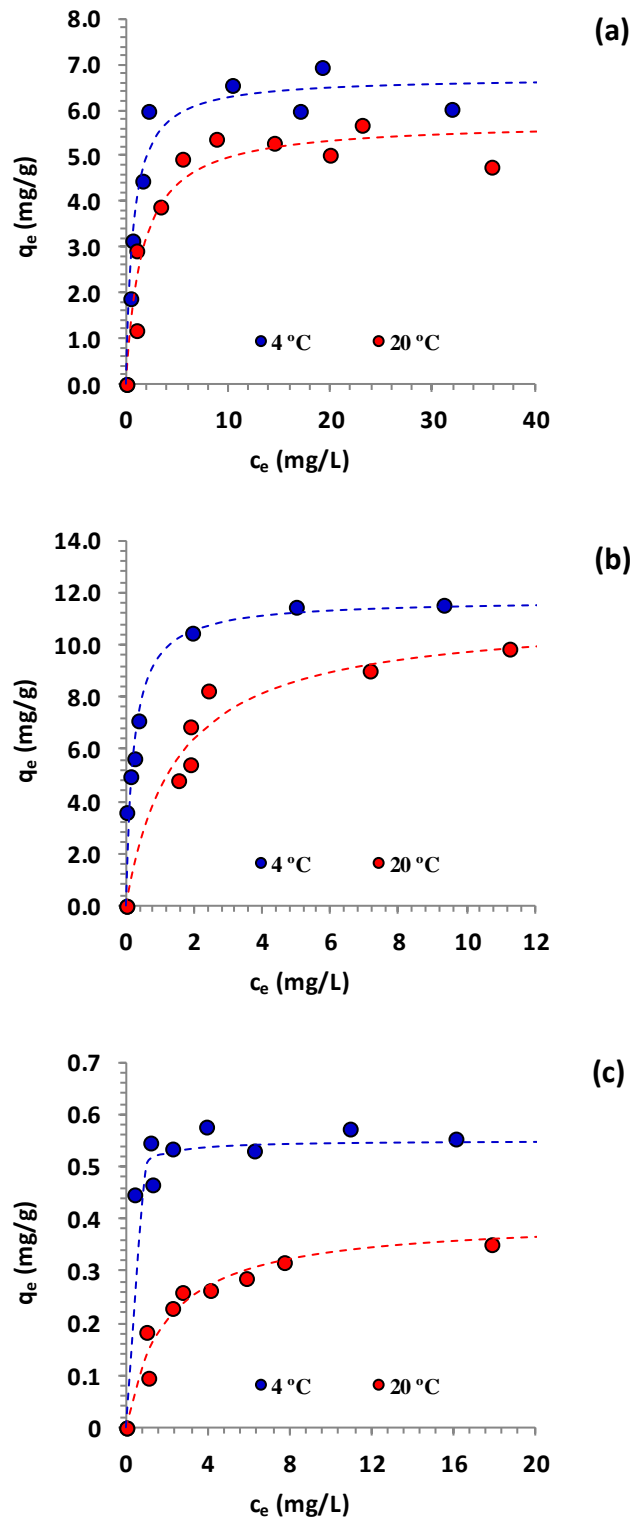 (a)
8.0
7.0
6.0
5.0
4.0
3.0
2.0
1.0
0.0
qe (mg/g)
4 ºC 20 ºC
0 10 20 30 40
ce (mg/L)
(b)
14.0
12.0
10.0
8.0
6.0
4.0
2.0
0.0
qe (mg/g)
4 ºC 20 ºC
0 2 4 6 8 10 12
ce (mg/L)
(c)
0.7
0.6
0.5
0.4
0.3
0.2
0.1
0
qe (mg/g)
4 ºC 20 ºC
0 4 8 12 16 20
ce (mg/L)